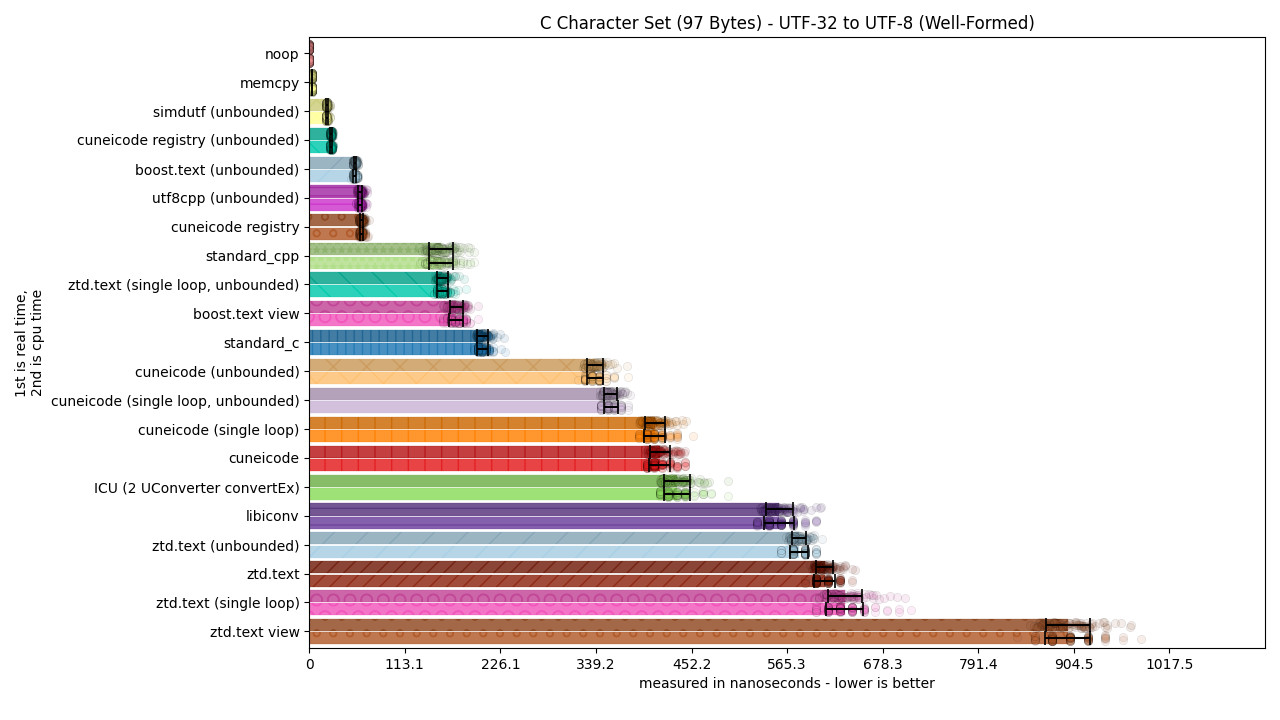 C Character Set (97 Bytes) - UTF-32 to UTF-8 (Well-Formed)
1st is real time,
2nd is cpu time
noop
memcpy
simdutf (unbounded)
cuneicode registry (unbounded)
boost.text (unbounded)
utf8cpp (unbounded)
cuneicode registry
standard_cpp
ztd.text (single loop, unbounded)
boost.text view
standard_c
cuneicode (unbounded)
cuneicode (single loop, unbounded)
cuneicode (single loop)
cuneicode
ICU (2 UConverter convertEx)
libiconv
ztd.text (unbounded)
ztd.text
ztd.text (single loop)
ztd.text view
0 113.1 226.1 339.2 452.2 565.3 678.3 791.4 904.5 1017.5
measured in nanoseconds - lower is better